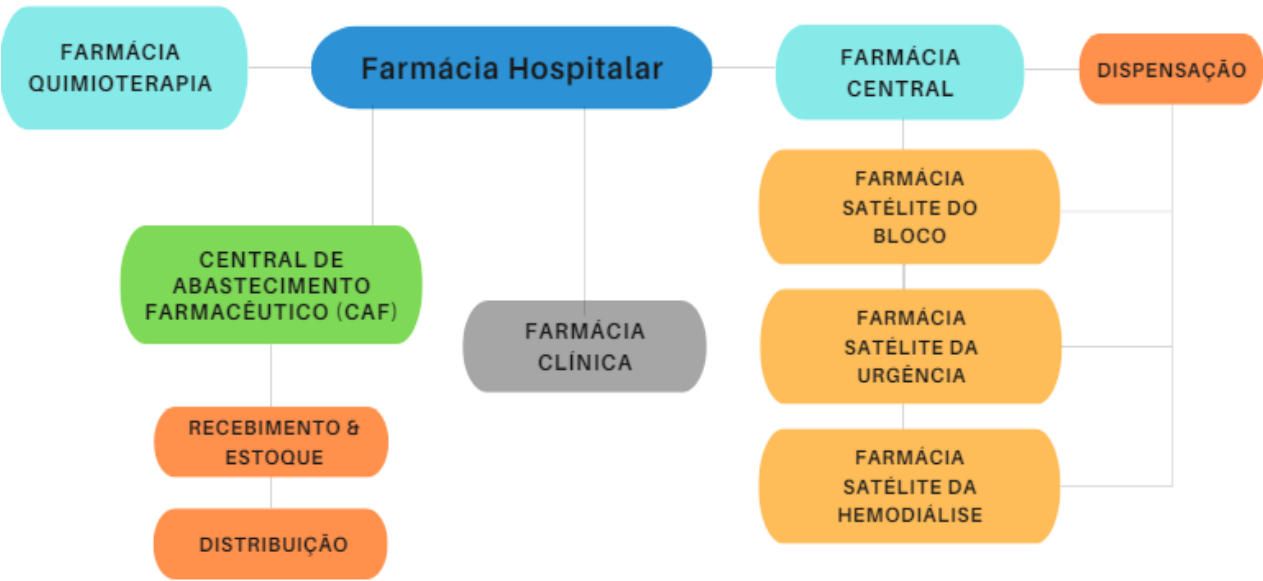 FARMÁCIA
QUIMIOTERAPIA
Farmácia Hospitalar
FARMÁCIA
CENTRAL
DISPENSAÇÃO
FARMÁCIA
SATÉLITE DO
BLOCO
CENTRAL DE
ABASTECIMENTO
FARMACÊUTICO (CAF)
FARMÁCIA
CLÍNICA
FARMÁCIA
SATÉLITE DA
URGÊNCIA
RECEBIMENTO &
ESTOQUE
FARMÁCIA
SATÉLITE DA
HEMODIÁLISE
DISTRIBUIÇÃO